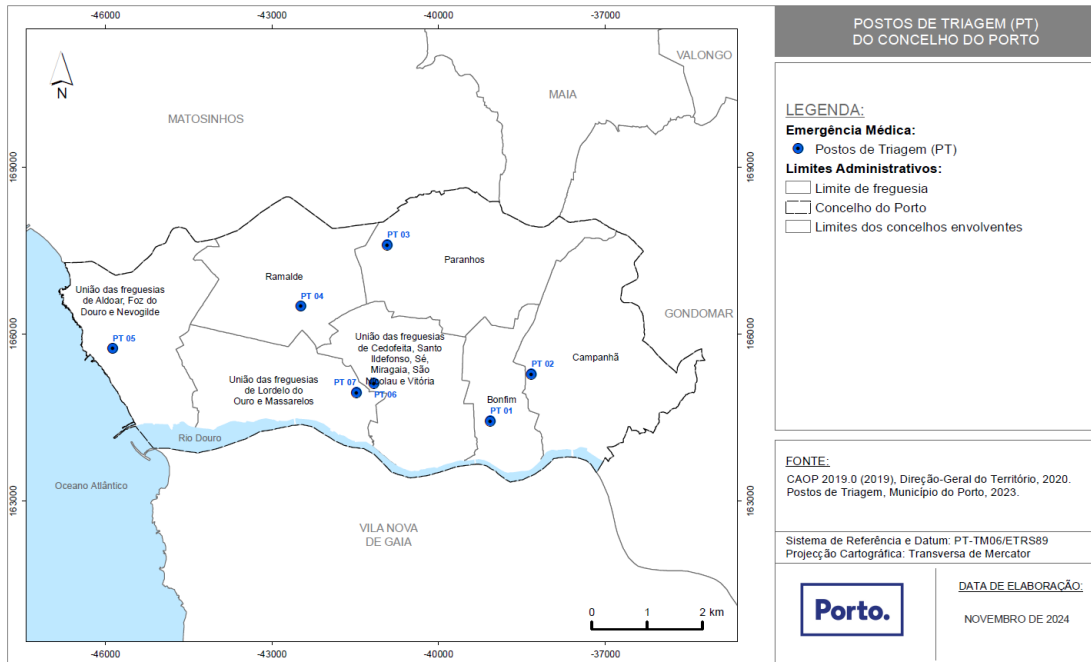 -46000
-43000
-40000
-37000
169000
166000
163000
169000
166000
163000
-46000
-43000
-40000
-37000
N
MATOSINHOS
MAIA
VALONGO
GONDOMAR
VILA NOVA
DE GAIA
PT 03
Paranhos
Ramalde
PT 04
União das freguesias
de Aldoar, Foz do
Douro e Nevogilde
PT 05
União das freguesias
de Cedofeita, Santo
Ildefonso, Sé,
Miragaia, São
Nicolau e Vitória
PT 02
Campanhã
União das freguesias
de Lordelo do
Ouro e Massarelos
PT 07
PT 06
Bonfim
PT 01
Rio Douro
Oceano Atlântico
0 1 2 km
POSTOS DE TRIAGEM (PT)
DO CONCELHO DO PORTO
LEGENDA:
Emergência Médica:
Postos de Triagem (PT)
Limites Administrativos:
Limite de freguesia
Concelho do Porto
Limites dos concelhos envolventes
FONTE:
CAOP 2019.0 (2019), Direção-Geral do Território, 2020.
Postos de Triagem, Município do Porto, 2023.
Sistema de Referência e Datum: PT-TM06/ETRS89
Projecção Cartográfica: Transversa de Mercator
Porto.
DATA DE ELABORAÇÃO:
NOVEMBRO DE 2024